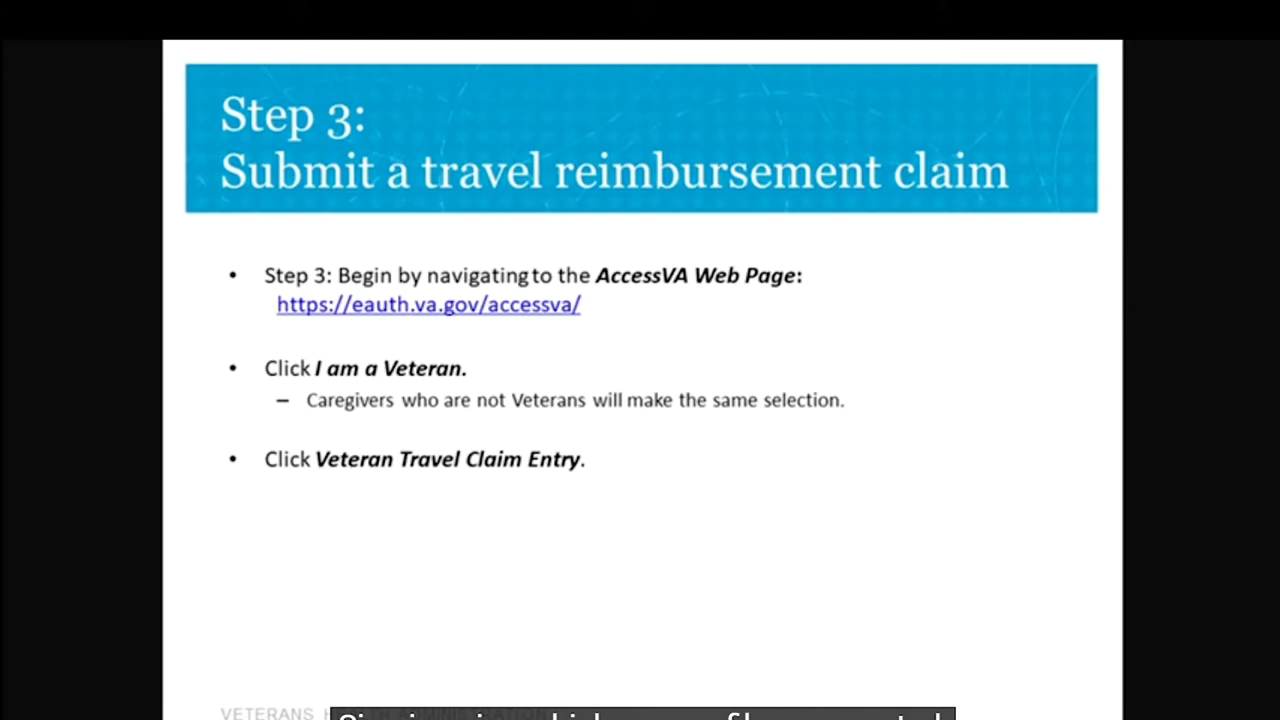 Step 3:
Submit a travel reimbursement claim
• Step 3: Begin by navigating to the AccessVA Web Page:
https://eauth.va.gov/accessva/
• Click I am a Veteran.
– Caregivers who are not Veterans will make the same selection.
• Click Veteran Travel Claim Entry.
VETERANS